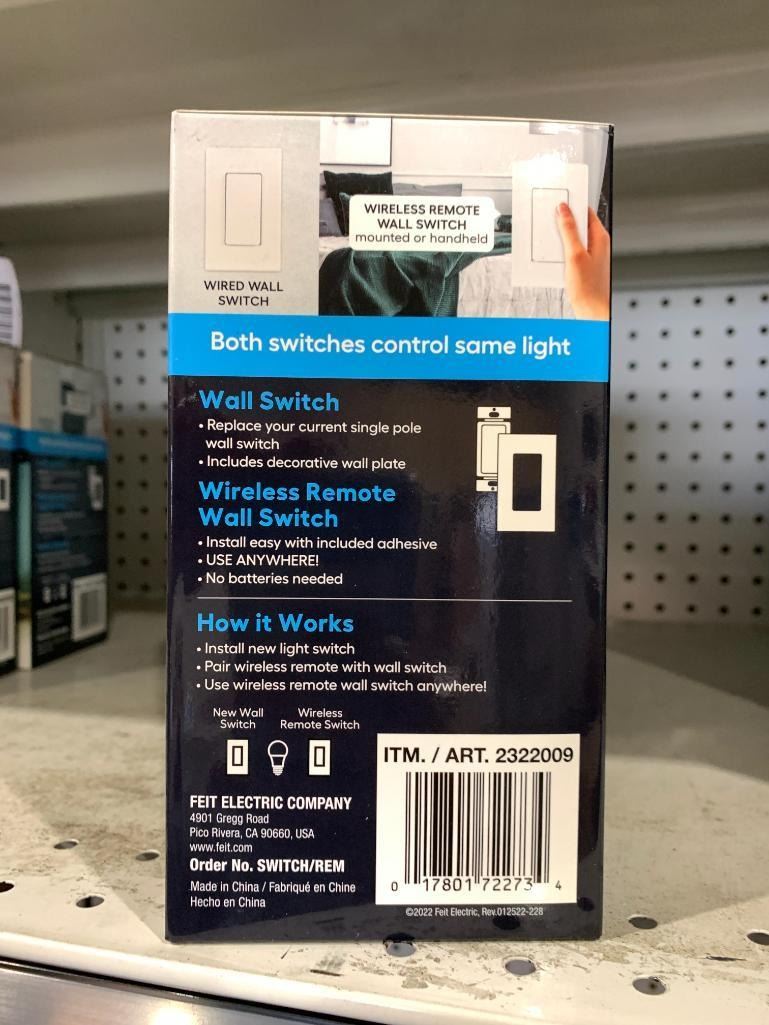 WIRED WALL
SWITCH
WIRELESS REMOTE
WALL SWITCH
mounted or handheld
Both switches control same light
Wall Switch
• Replace your current single pole
wall switch
• Includes decorative wall plate
Wireless Remote
Wall Switch
• Install easy with included adhesive
• USE ANYWHERE!
• No batteries needed
How it Works
• Install new light switch
• Pair wireless remote with wall switch
• Use wireless remote wall switch anywhere!
New Wall
Switch
Wireless
Remote Switch
FEIT ELECTRIC COMPANY
4901 Gregg Road
Pico Rivera, CA 90660, USA
www.feit.com
Order No. SWITCH/REM
Made in China / Fabriqué en Chine
Hecho en China
ITM. / ART. 2322009
0 17801 72273 4
©2022 Feit Electric, Rev.012522-228